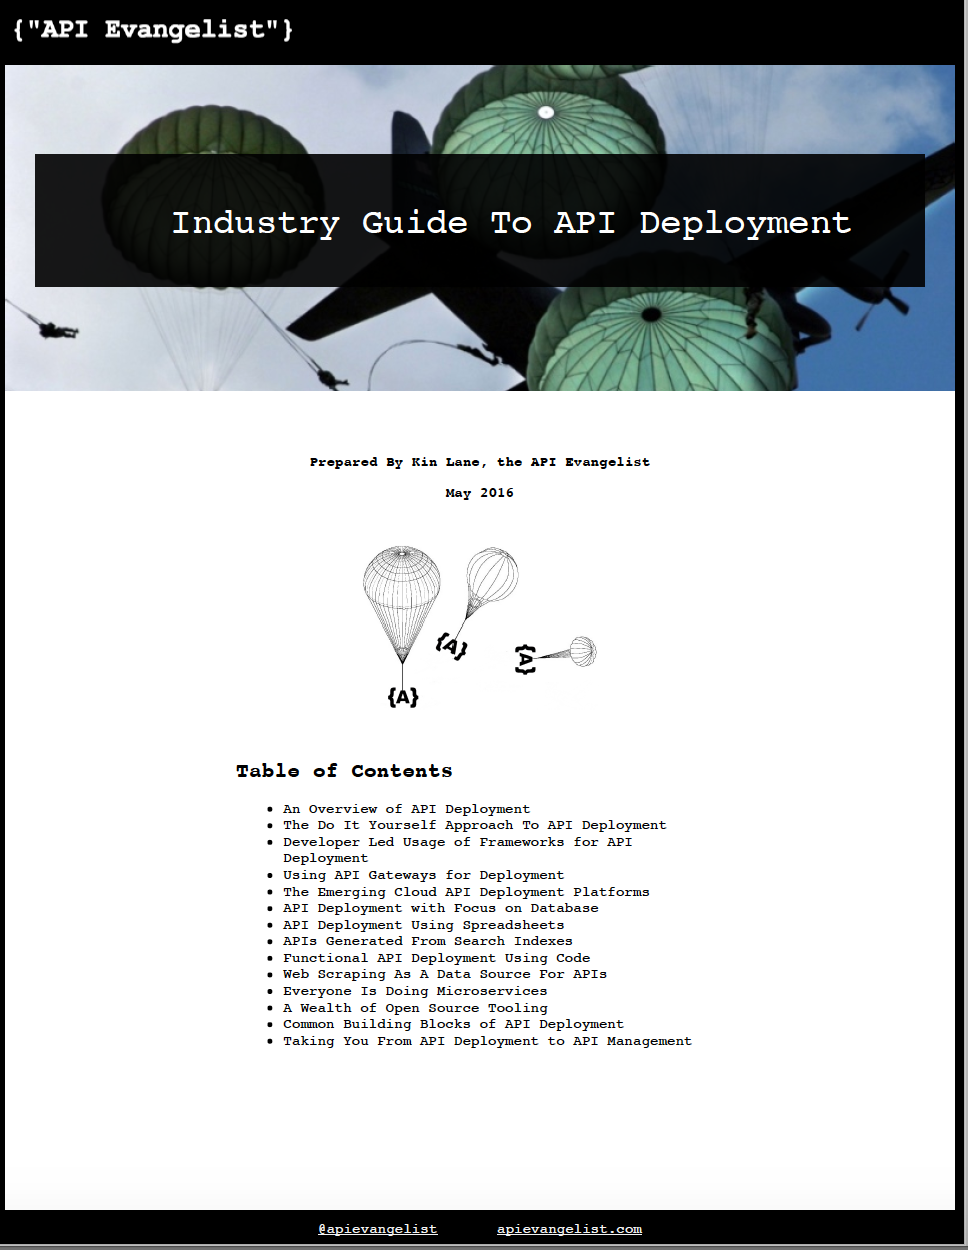 {"API Evangelist"}
Industry Guide To API Deployment
Prepared By Kin Lane, the API Evangelist
May 2016
{A}
{A}
{A}
Table of Contents
• An Overview of API Deployment
• The Do It Yourself Approach To API Deployment
• Developer Led Usage of Frameworks for API
Deployment
• Using API Gateways for Deployment
• The Emerging Cloud API Deployment Platforms
• API Deployment with Focus on Database
• API Deployment Using Spreadsheets
• APIs Generated From Search Indexes
• Functional API Deployment Using Code
• Web Scraping As A Data Source For APIs
• Everyone Is Doing Microservices
• A Wealth of Open Source Tooling
• Common Building Blocks of API Deployment
• Taking You From API Deployment to API Management
@apievangelist apievangelist.com